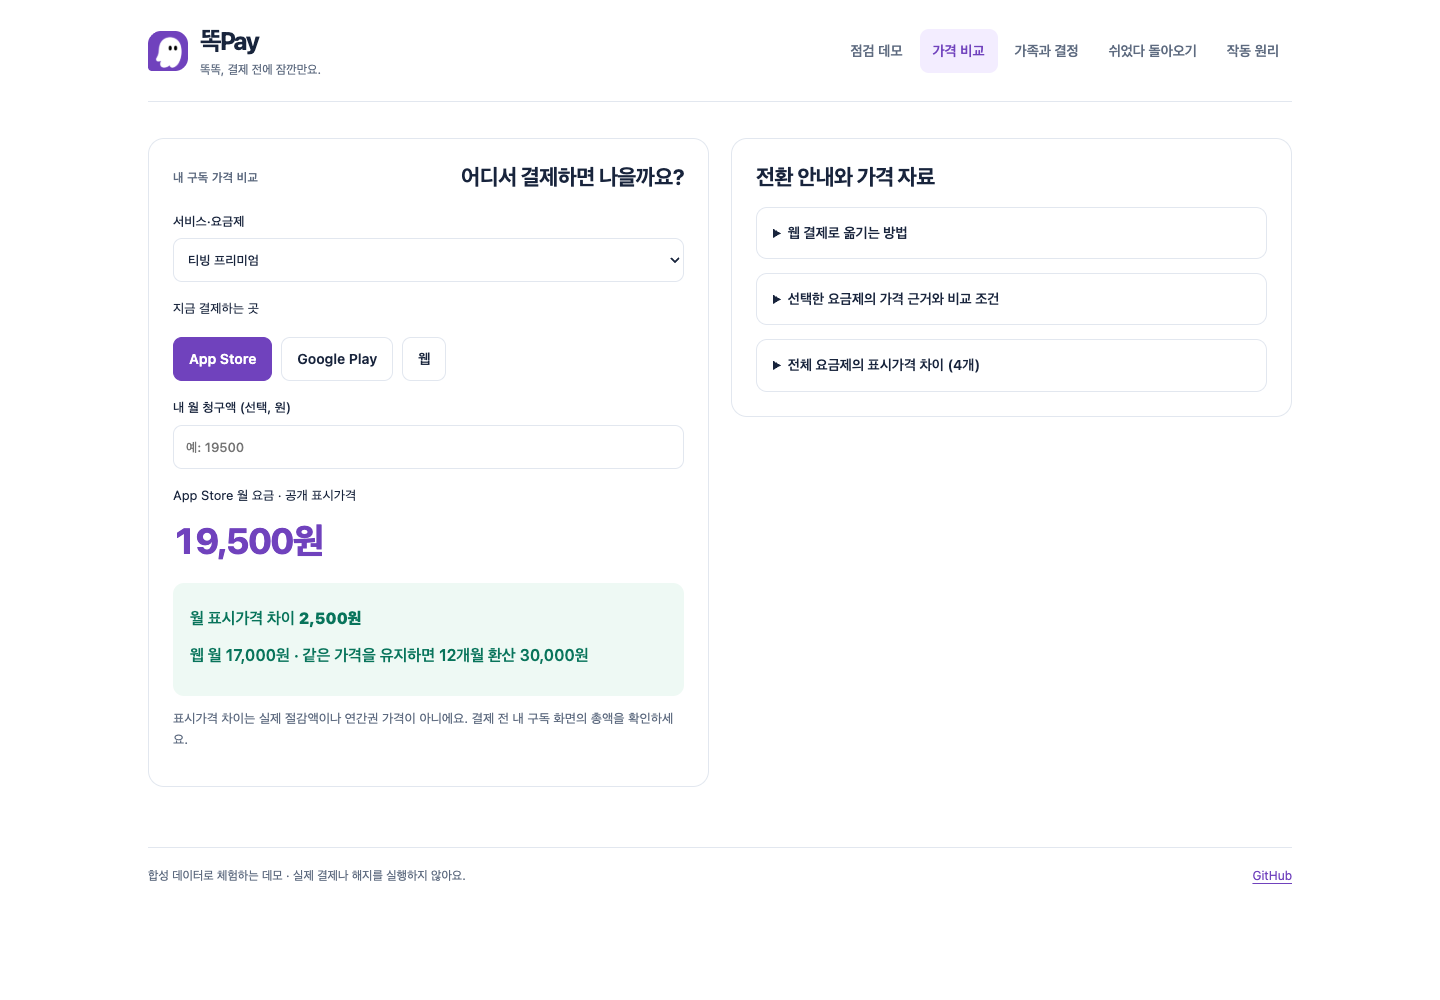 똑Pay
똑똑, 결제 전에 잠깐만요.
점검 데모
가격 비교
가족과 결정
쉬었다 돌아오기
작동 원리
내 구독 가격 비교
어디서 결제하면 나을까요?
서비스·요금제
티빙 프리미엄
지금 결제하는 곳
App Store
Google Play
웹
내 월 청구액 (선택, 원)
예: 19500
App Store 월 요금 · 공개 표시가격
19,500원
월 표시가격 차이 2,500원
웹 월 17,000원 · 같은 가격을 유지하면 12개월 환산 30,000원
표시가격 차이는 실제 절감액이나 연간권 가격이 아니에요. 결제 전 내 구독 화면의 총액을 확인하세
요.
전환 안내와 가격 자료
웹 결제로 옮기는 방법
선택한 요금제의 가격 근거와 비교 조건
전체 요금제의 표시가격 차이 (4개)
합성 데이터로 체험하는 데모 · 실제 결제나 해지를 실행하지 않아요.
GitHub